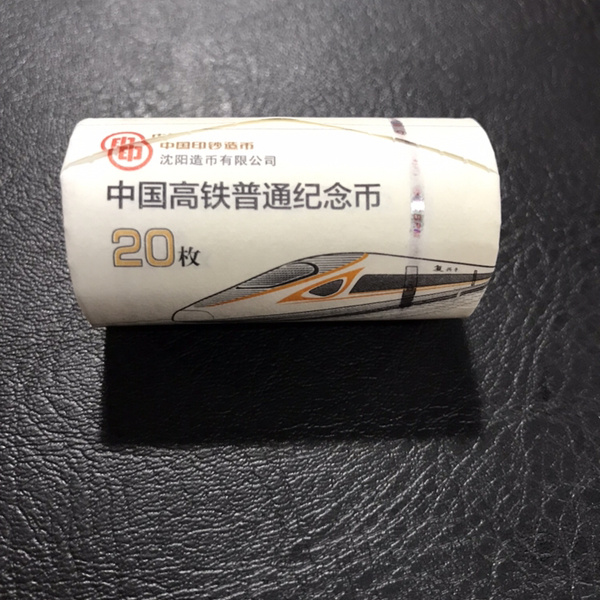 中国印钞造币
沈阳造币有限公司
中国高铁普通纪念币
20枚